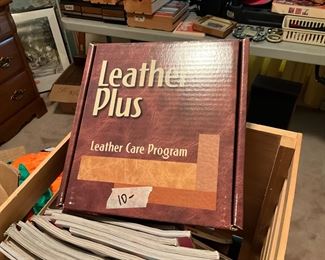 Leather
Plus
Leather Care Program
10-